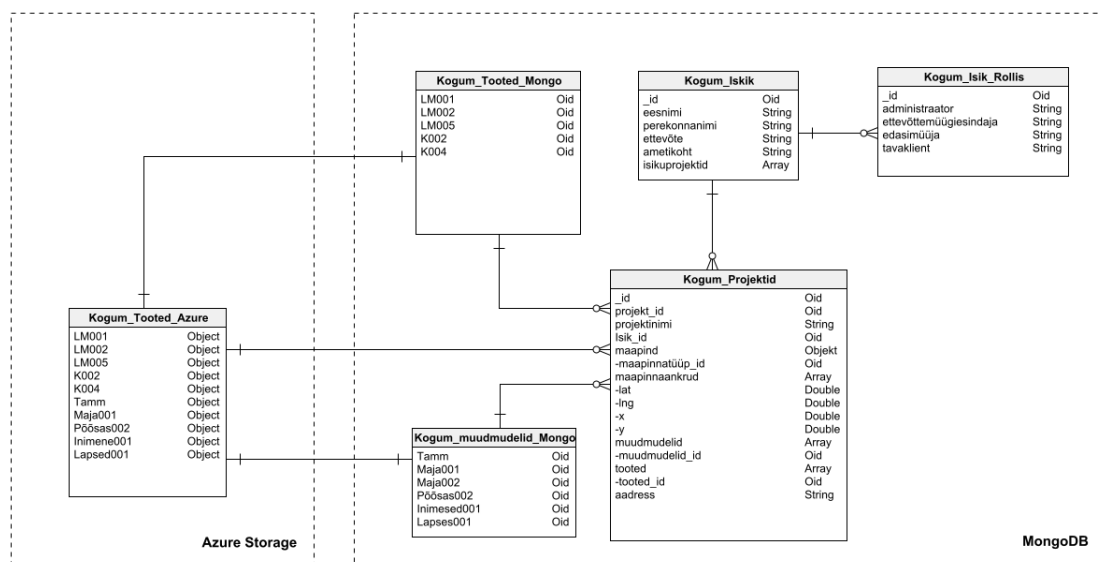 Kogum_Tooted_Mongo
LM001 Oid
LM002 Oid
LM005 Oid
K002 Oid
K004 Oid
Kogum_Iskik
_id Oid
eesnimi String
perekonnanimi String
ettevõte String
ametikoht String
isikuprojektid Array
Kogum_Isik_Rollis
_id Oid
administraator String
ettevõttemüügiesindaja String
edasimüüja String
tavaklient String
Kogum_Tooted_Azure
LM001 Object
LM002 Object
LM005 Object
K002 Object
K004 Object
Tamm Object
Maja001 Object
Põõsas002 Object
Inimene001 Object
Lapsed001 Object
Kogum_Projektid
_id Oid
projekt_id Oid
projektinimi String
Isik_id Oid
maapind Objekt
-maapinnatüüp_id Oid
maapinnaankrud Array
-lat Double
-lng Double
-x Double
-y Double
muudmudelid Array
-muudmudelid_id Oid
tooted Array
-tooted_id Oid
aadress String
Kogum_muudmudelid_Mongo
Tamm Oid
Maja001 Oid
Maja002 Oid
Põõsas002 Oid
Inimesed001 Oid
Lapses001 Oid
Azure Storage
MongoDB